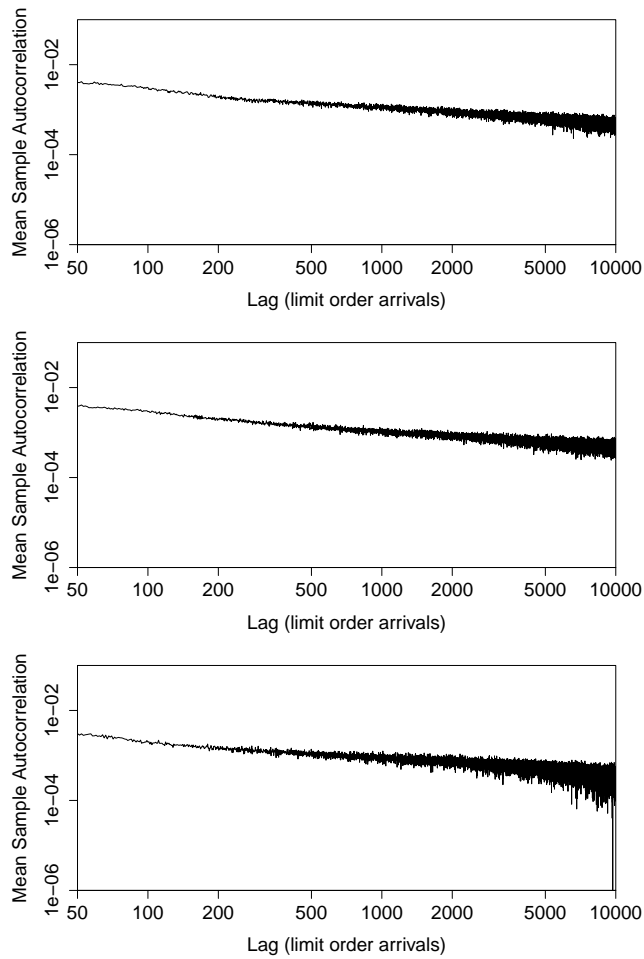 Mean Sample Autocorrelation
1e−02
1e−04
1e−06
50 100 200 500 1000 2000 5000 10000
Lag (limit order arrivals)
Mean Sample Autocorrelation
1e−02
1e−04
1e−06
50 100 200 500 1000 2000 5000 10000
Lag (limit order arrivals)
Mean Sample Autocorrelation
1e−02
1e−04
1e−06
50 100 200 500 1000 2000 5000 10000
Lag (limit order arrivals)